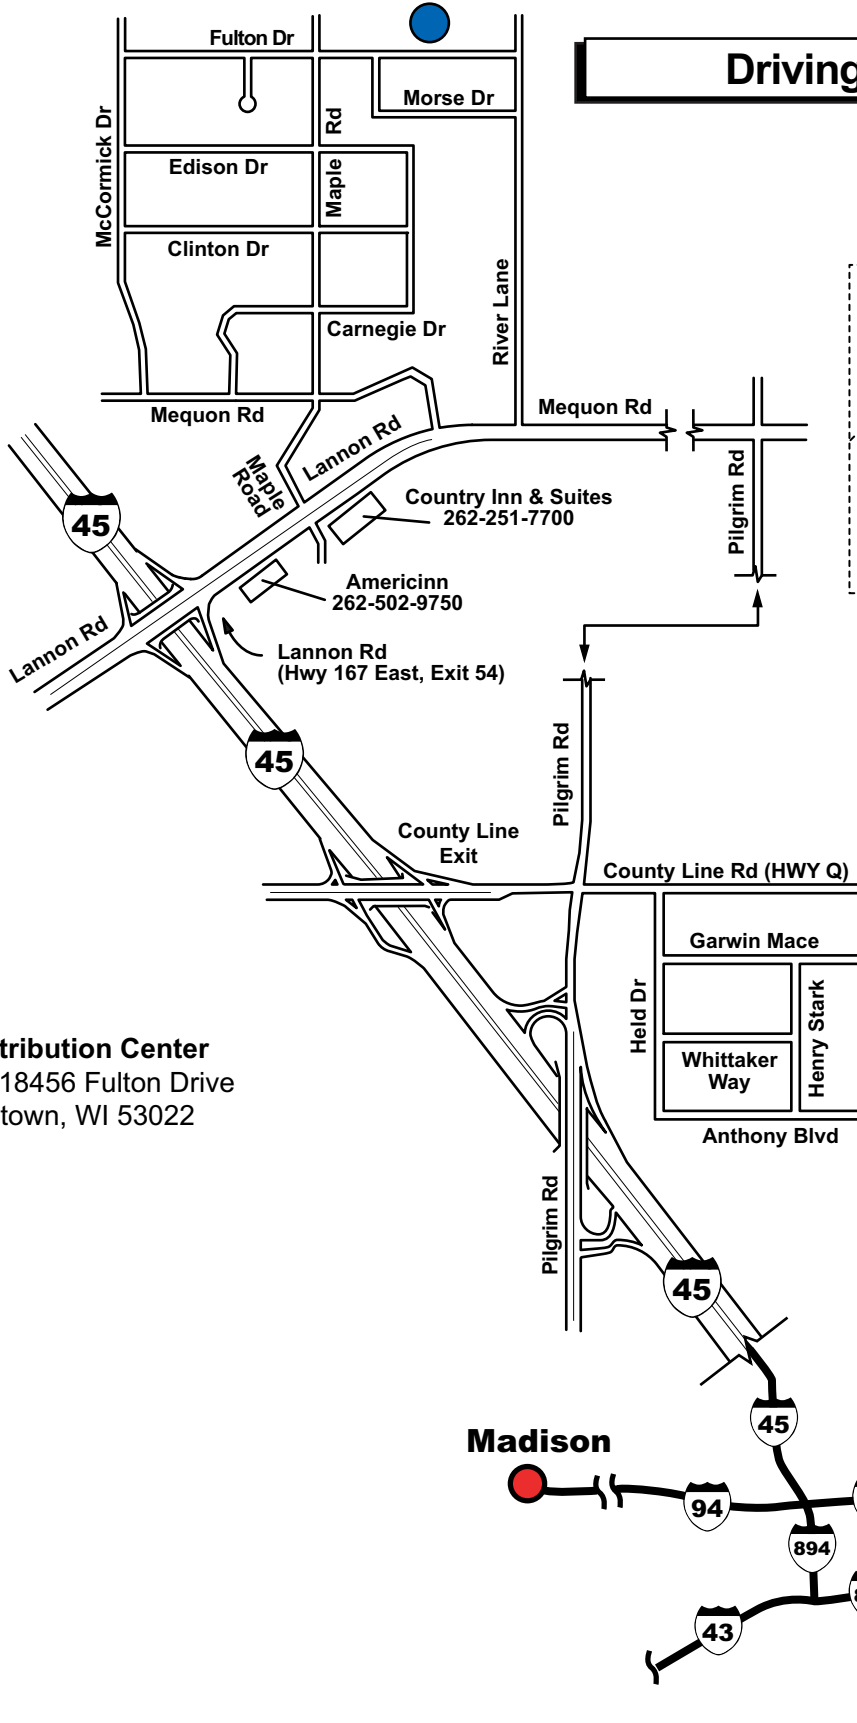 Fulton Dr
Driving
Morse Dr
McCormick Dr
Maple Rd
Edison Dr
Clinton Dr
River Lane
Carnegie Dr
Mequon Rd
Mequon Rd
Lannon Rd
Maple
Road
Pilgrim Rd
Country Inn & Suites
262-251-7700
45
Americinn
262-502-9750
Lannon Rd
Lannon Rd
(Hwy 167 East, Exit 54)
45
Pilgrim Rd
County Line
Exit
County Line Rd (HWY Q)
Garwin Mace
Held Dr
Henry Stark
Whittaker
Way
Anthony Blvd
tribution Center
18456 Fulton Drive
town, WI 53022
Pilgrim Rd
45
45
Madison
94
894
43